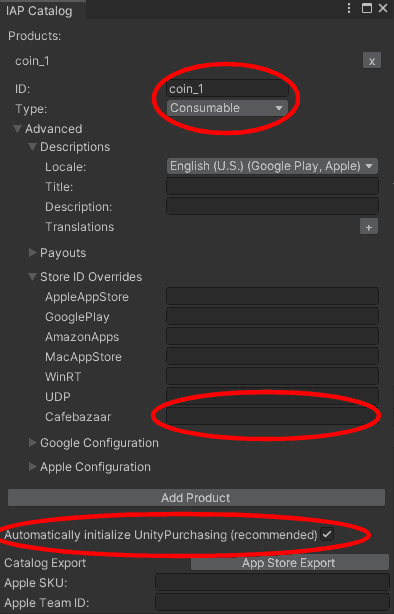 IAP Catalog
Products:
coin_1 x
ID: coin_1
Type: Consumable
Advanced
Descriptions
Locale: English (U.S.) (Google Play, Apple)
Title:
Description:
Translations +
Payouts
Store ID Overrides
AppleAppStore
GooglePlay
AmazonApps
MacAppStore
WinRT
UDP
Cafebazaar
Google Configuration
Apple Configuration
Add Product
Automatically initialize UnityPurchasing (recommended)
Catalog Export App Store Export
Apple SKU:
Apple Team ID: